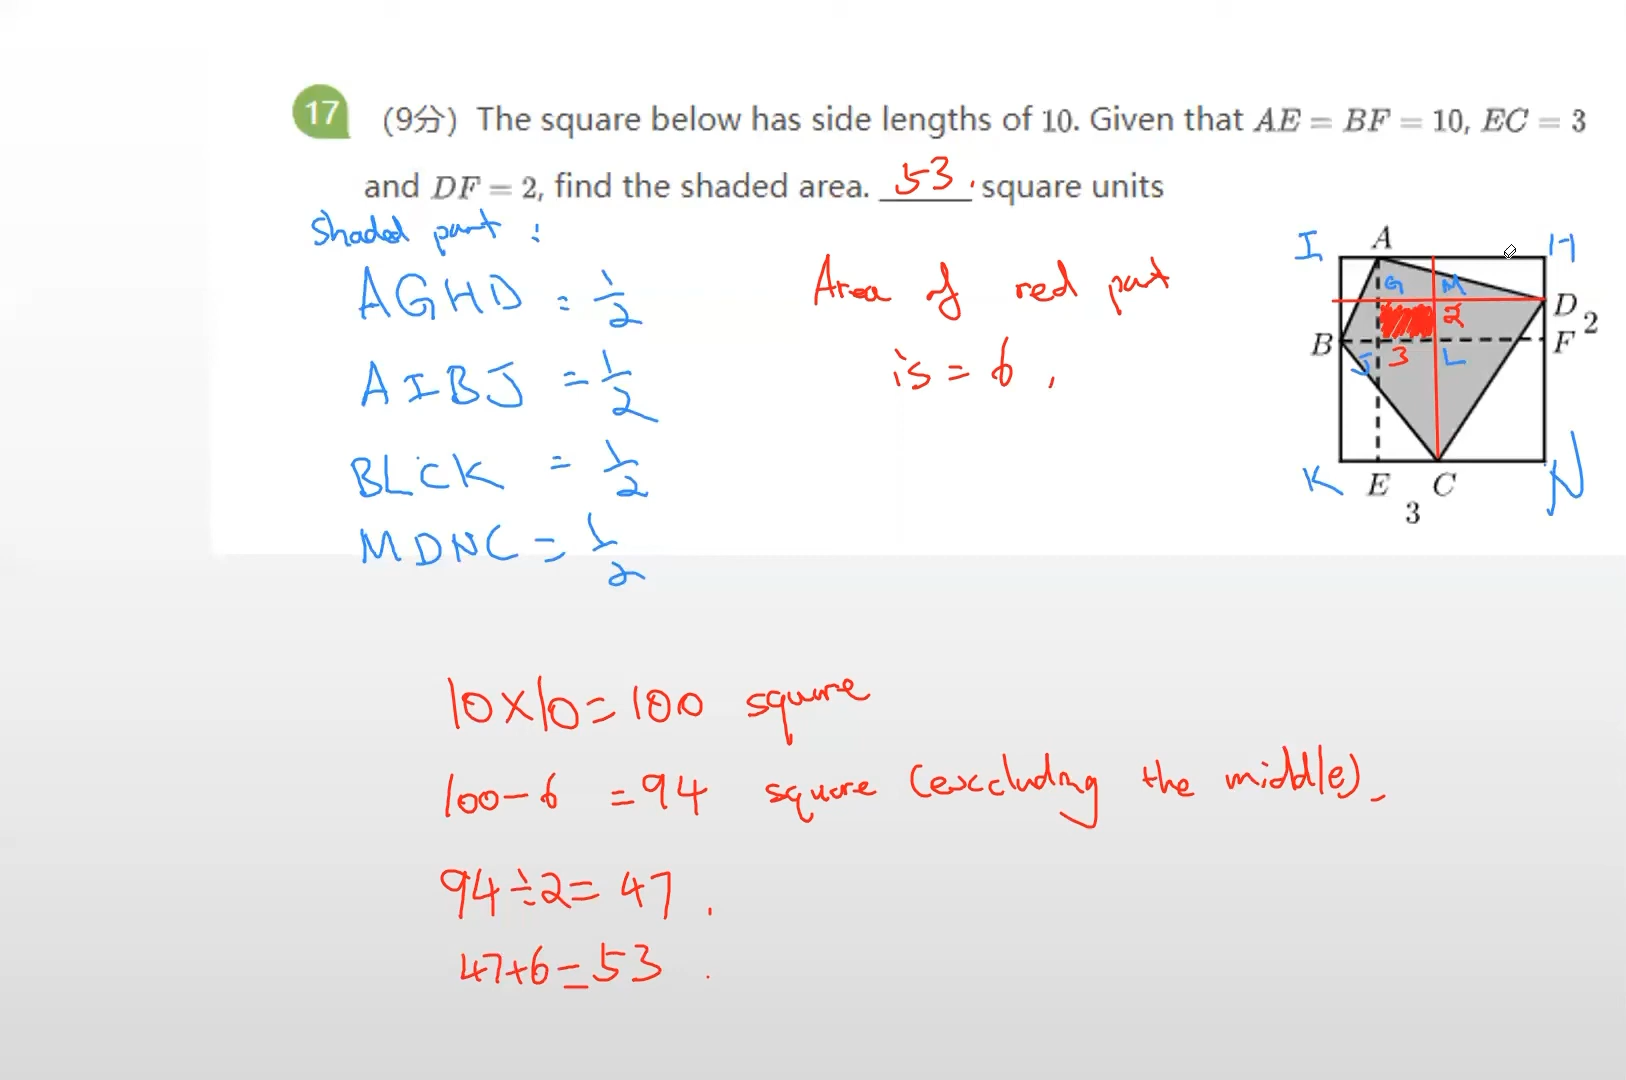 17 (9分) The square below has side lengths of 10. Given that AE = BF = 10, EC = 3
and DF = 2, find the shaded area. 53. square units
Shaded part :
AGHD = 1/2
AIBJ = 1/2
BLCK = 1/2
MDNC = 1/2
Area of red part
is = 6 .
I A H
G M
D
2 2
B F
J 3 L
K E C N
3
10×10=100 square
100-6 =94 square (excluding the middle).
94÷2= 47 .
47+6=53 .